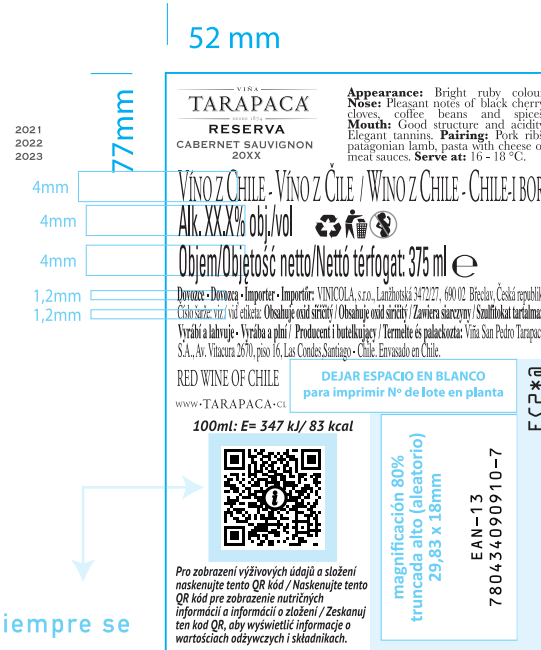 52 mm
77mm
2021
2022
2023
VIÑA
TARAPACA
SINCE 1874
RESERVA
CABERNET SAUVIGNON
20XX
Appearance: Bright ruby colour
Nose: Pleasant notes of black cherry
cloves, coffee beans and spices
Mouth: Good structure and acidity
Elegant tannins. Pairing: Pork ribs
patagonian lamb, pasta with cheese o
meat sauces. Serve at: 16 - 18 °C.
4mm
VÍNO Z CHILE - VÍNO Z ČILE / WINO Z CHILE - CHILE-I BOR
4mm
Alk. XX.X% obj./vol
4mm
Objem/Objętość netto/Nettó térfogat: 375 ml ℮
1,2mm
Dovozce - Dovozca - Importer - Importőr: VINICOLA, s.r.o., Lanžhotská 3472/27, 690 02 Břeclav, Česká republik
1,2mm
Číslo šarže: viz / viď etiketa: Obsahuje oxid siřičitý / Obsahuje oxid siřičitý / Zawiera siarczyny / Szulfitokat tartalmaz
Vyrábí a lahvuje - Vyrába a plní / Producent i butelkujący / Termelte és palackozta: Viña San Pedro Tarapac
S.A., Av. Vitacura 2670, piso 16, Las Condes,Santiago - Chile. Envasado en Chile.
RED WINE OF CHILE
WWW·TARAPACA·CL
DEJAR ESPACIO EN BLANCO
para imprimir Nº de lote en planta
100ml: E= 347 kJ/ 83 kcal
i
Pro zobrazení výživových údajů a složení
naskenujte tento QR kód / Naskenujte tento
QR kód pre zobrazenie nutričných
informácií a informácií o zložení / Zeskanuj
ten kod QR, aby wyświetlić informacje o
wartościach odżywczych i składnikach.
magnificación 80%
truncada alto (aleatorio)
29,83 x 18mm
EAN-13
7804340909107-7
iempre se